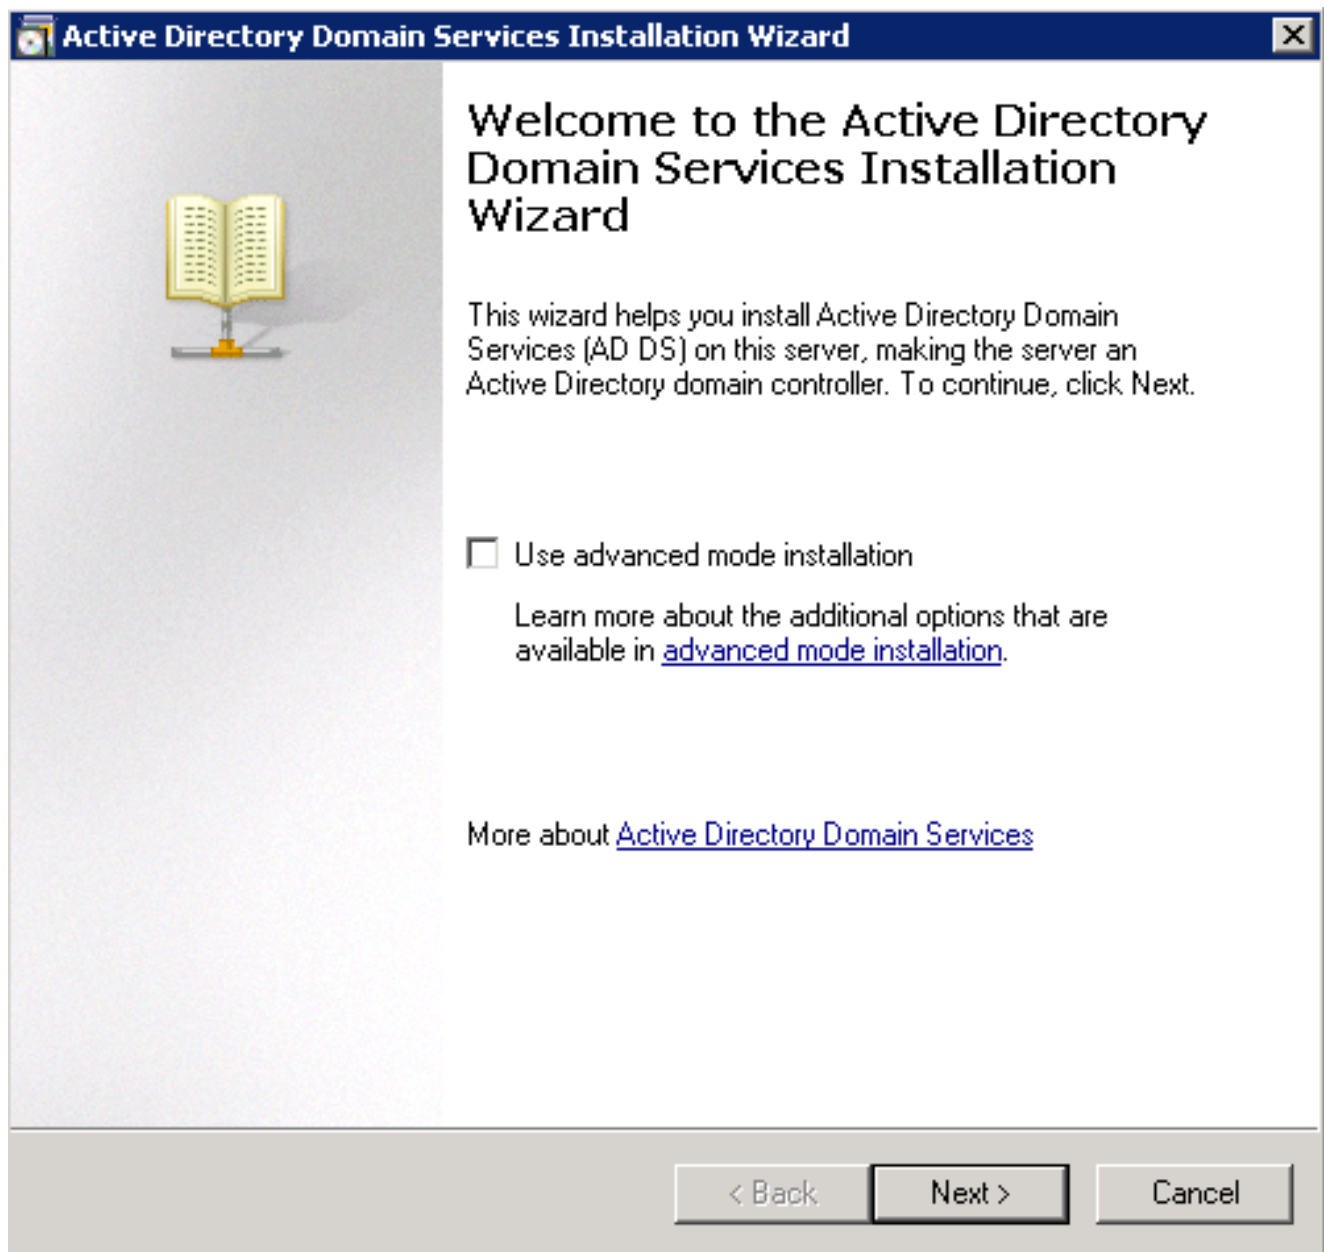 Active Directory Domain Services Installation Wizard
Welcome to the Active Directory
Domain Services Installation
Wizard
This wizard helps you install Active Directory Domain
Services (AD DS) on this server, making the server an
Active Directory domain controller. To continue, click Next.
Use advanced mode installation
Learn more about the additional options that are
available in advanced mode installation.
More about Active Directory Domain Services
< Back
Next >
Cancel